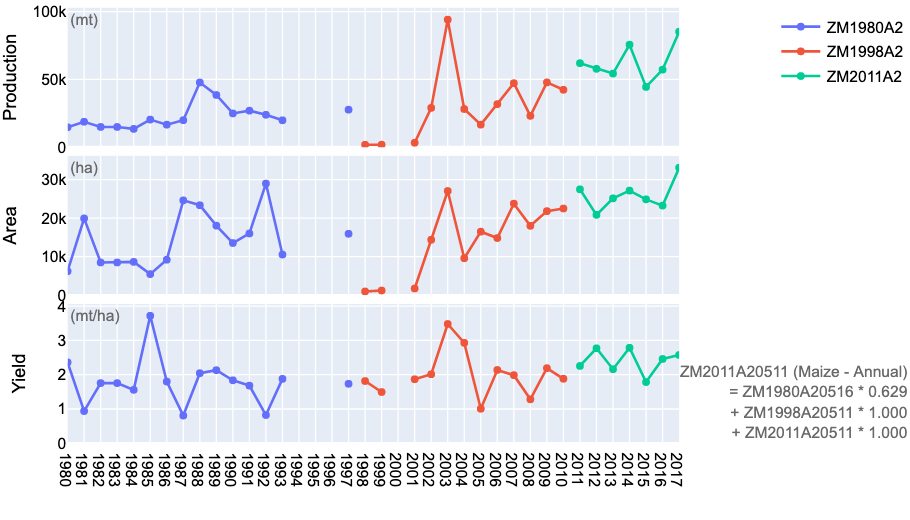 100k
(mt)
Production
50k
0
ZM1980A2
ZM1998A2
ZM2011A2
(ha)
30k
Area
20k
10k
0
4
(mt/ha)
3
Yield
2
1
0
ZM2011A20511 (Maize - Annual)
= ZM1980A20516 * 0.629
+ ZM1998A20511 * 1.000
+ ZM2011A20511 * 1.000
1980
1981
1982
1983
1984
1985
1986
1987
1988
1989
1990
1991
1992
1993
1994
1995
1996
1997
1998
1999
2000
2001
2002
2003
2004
2005
2006
2007
2008
2009
2010
2011
2012
2013
2014
2015
2016
2017